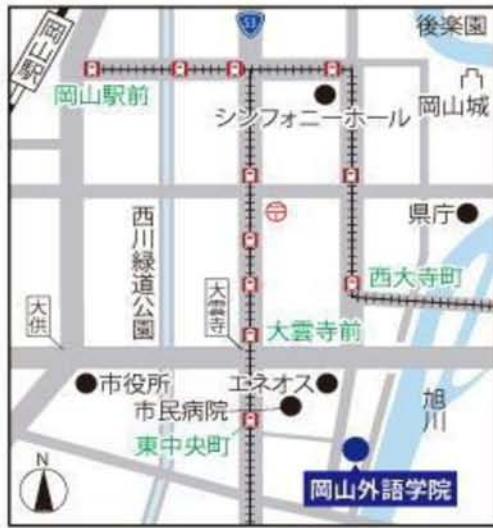 53
後楽園
岡山駅
岡山駅前
岡山城
シンフォニーホール
県庁
西川緑道公園
西大寺町
大供
大雲寺
大雲寺前
市役所
エネオス
市民病院
旭川
東中央町
N
岡山外語学院